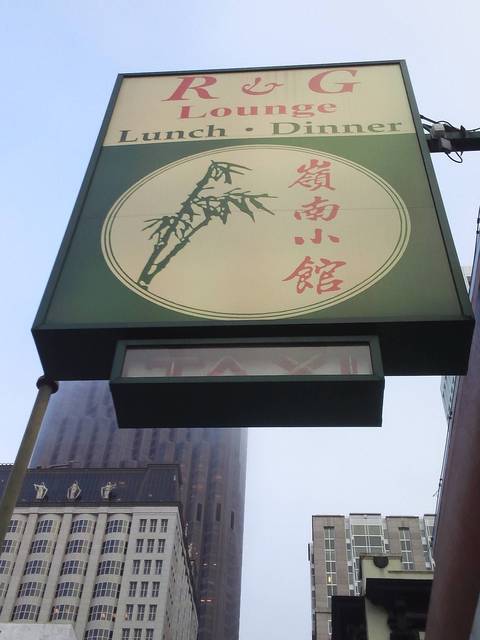 R & G
Lounge
Lunch · Dinner
嶺南小館
TAXI